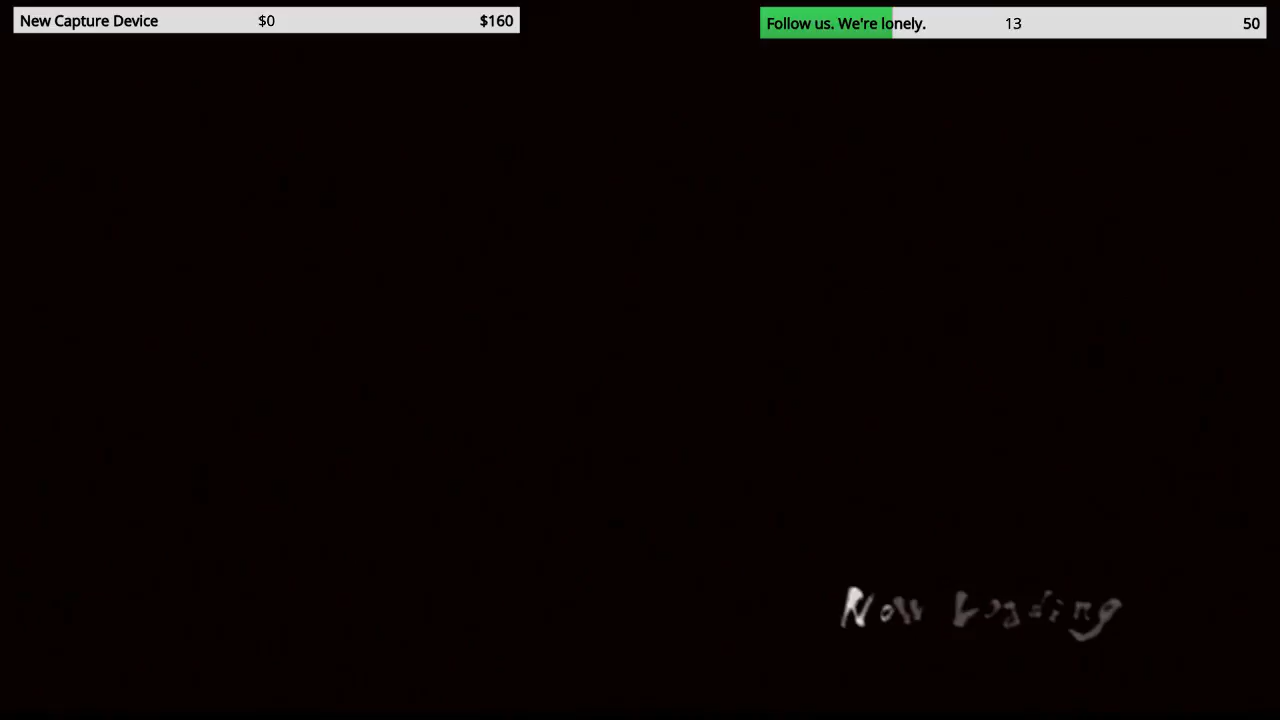 New Capture Device $0 $160
Follow us. We're lonely. 13 50
Now Loading